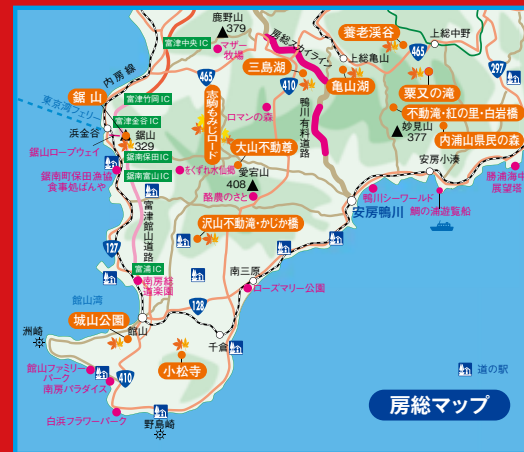 鹿野山
379
富津中央IC
マザー
牧場
房総スカイライン
養老渓谷
465
上総中野
297
内房線
465
三島湖
410
上総亀山
亀山湖
栗又の滝
鋸山
東京湾フェリー
富津竹岡IC
志駒もみじロード
ロマンの森
鴨川有料道路
不動滝・紅の里・白岩橋
浜金谷
富津金谷IC
鋸山
329
大山不動尊
妙見山
377
内浦山県民の森
鋸山ロープウェイ
鋸南保田IC
愛宕山
408
安房小湊
鋸南町保田漁協
食事処ばんや
鋸南富山IC
をくずれ水仙郷
酪農のさと
鴨川シーワールド
鯛の浦遊覧船
勝浦海中
展望塔
安房鴨川
富津館山道路
沢山不動滝・かじか橋
127
富浦IC
南房総
道楽園
南三原
ローズマリー公園
128
館山湾
城山公園
館山
千倉
洲崎
小松寺
館山ファミリー
パーク
南房パラダイス
410
道の駅
白浜フラワーパーク
野島崎
房総マップ